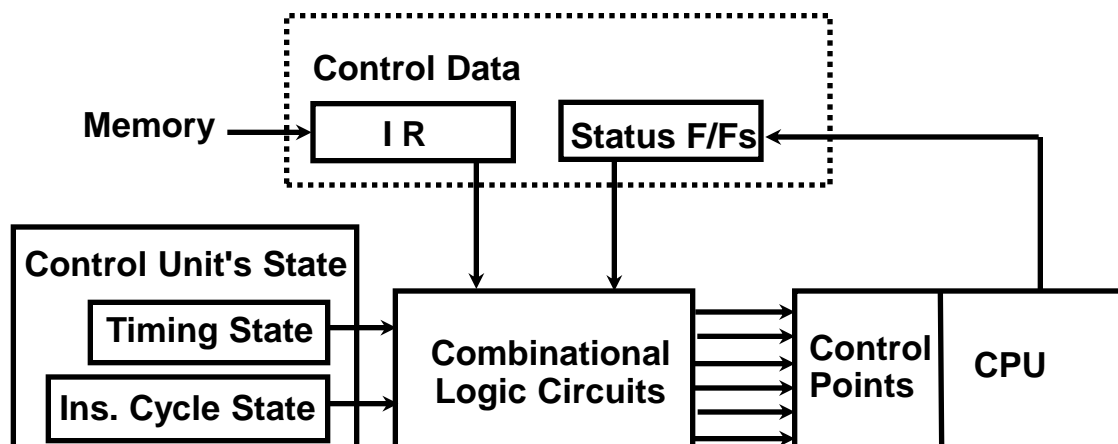 Control Data
Memory
I R
Status F/Fs
Control Unit's State
Timing State
Ins. Cycle State
Combinational
Logic Circuits
Control
Points
CPU